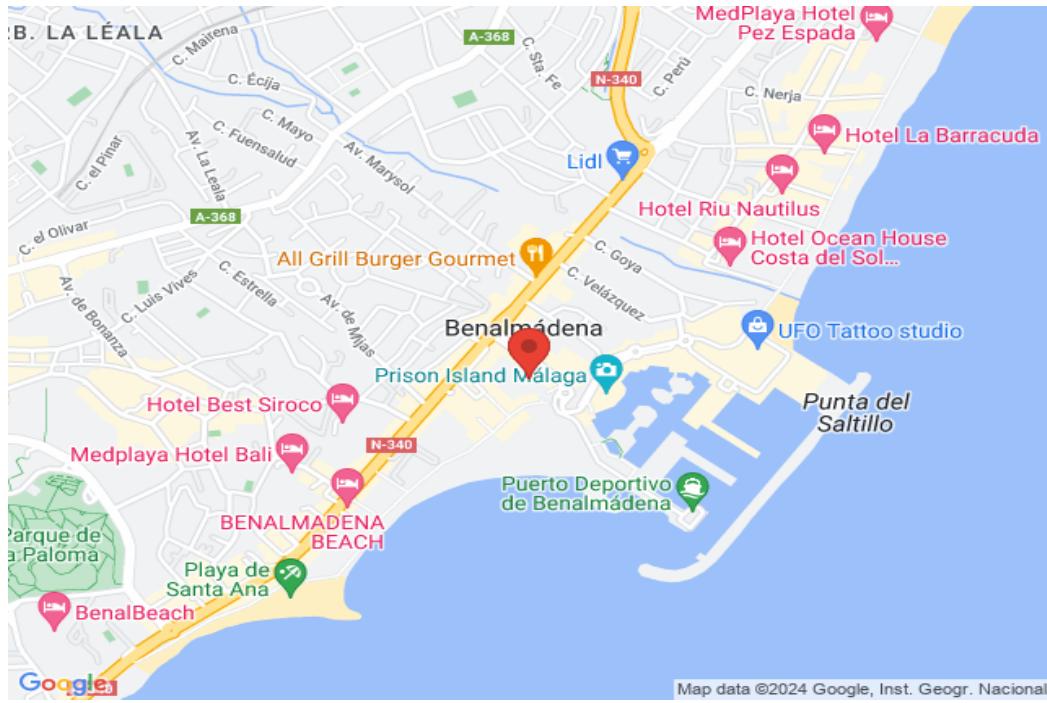 MedPlaya Hotel
Pez Espada
RB. LA LÉALA
C. Mairena
A-368
C. Sta. Fe
N-340
C. Perú
C. Écija
C. Nerja
C. Mayo
Hotel La Barracuda
C. Fuensalud
Av. La Leala
Av. Marysol
Lidl
C. el Pinar
Hotel Riu Nautilus
A-368
C. el Olivar
Hotel Ocean House
Costa del Sol...
C. Goya
All Grill Burger Gourmet
C. Estrella
C. Luis Vives
C. Velázquez
Av. de Bonanza
Av. de Mijas
Benalmádena
UFO Tattoo studio
Prison Island Málaga
Hotel Best Siroco
Punta del
Saltillo
N-340
Medplaya Hotel Bali
Puerto Deportivo
de Benalmádena
BENALMADENA
BEACH
Parque de
la Paloma
Playa de
Santa Ana
BenalBeach
Google
Map data ©2024 Google, Inst. Geogr. Nacional